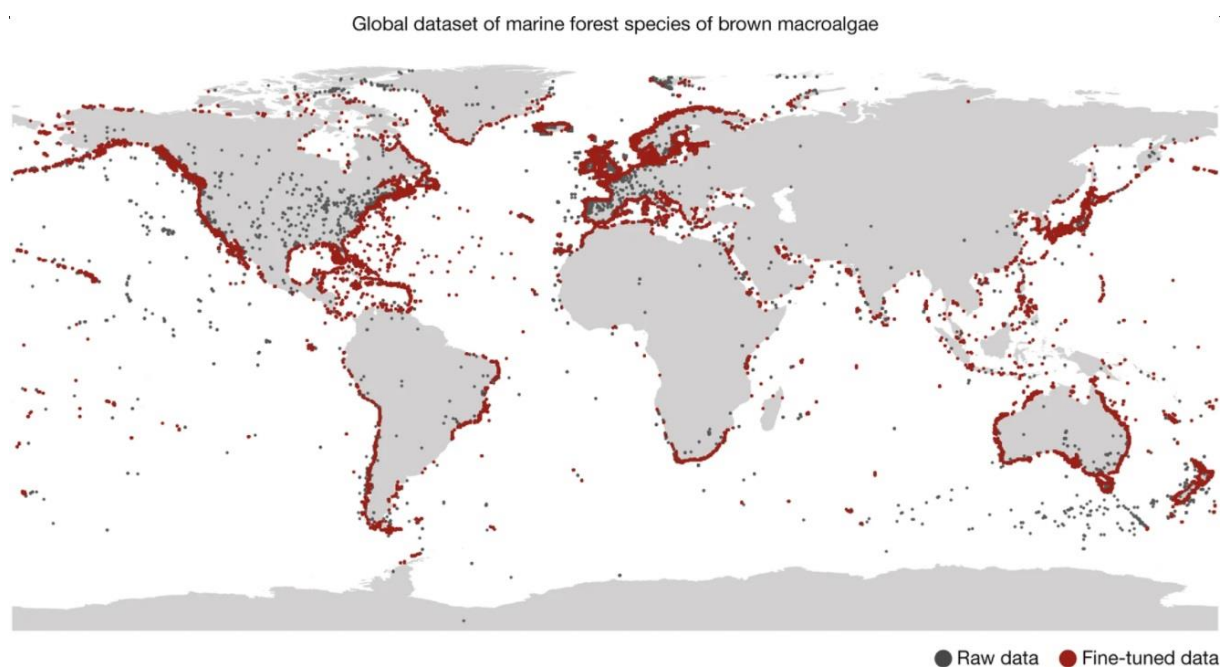 Global dataset of marine forest species of brown macroalgae
Raw data
Fine-tuned data